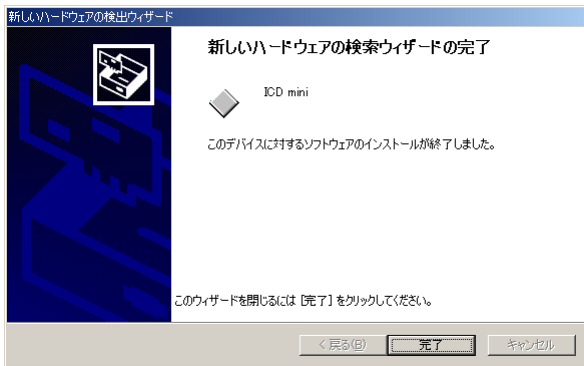 新しいハードウェアの検出ウィザード
新しいハードウェアの検索ウィザードの完了
ICD mini
このデバイスに対するソフトウェアのインストールが終了しました。
このウィザードを閉じるには [完了] をクリックしてください。
< 戻る(B)
完了
キャンセル